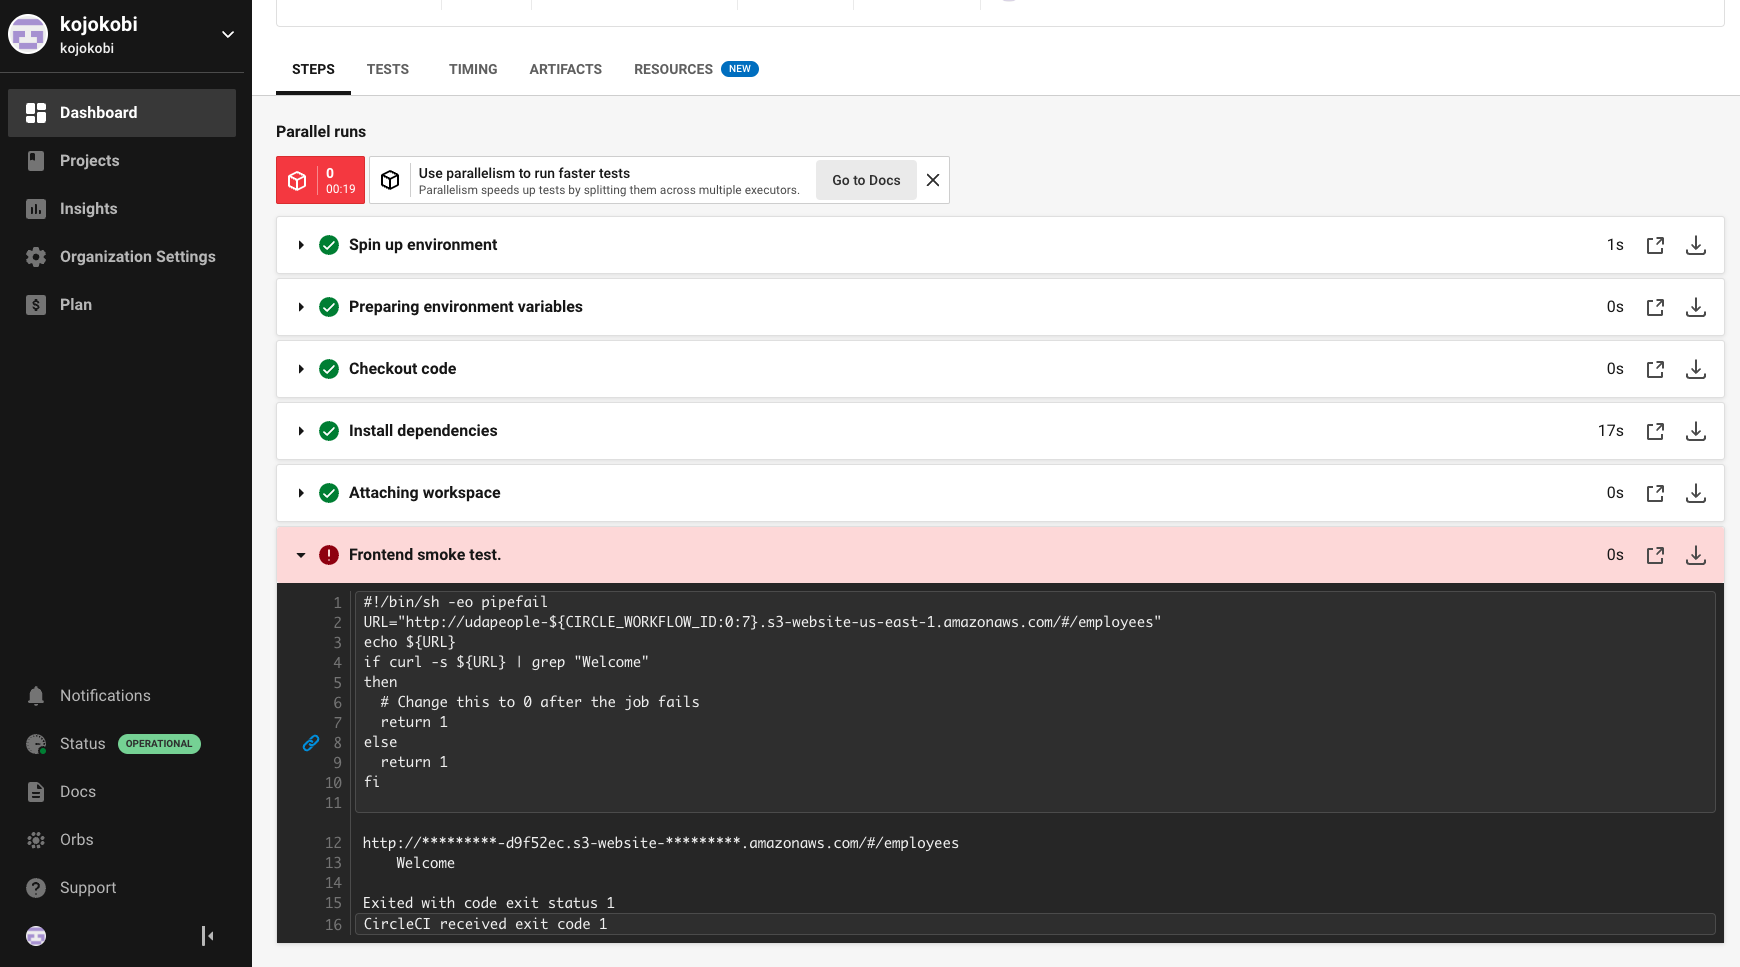 kojokobi
kojokobi
Dashboard
Projects
Insights
Organization Settings
Plan
Notifications
Status OPERATIONAL
Docs
Orbs
Support
STEPS TESTS TIMING ARTIFACTS RESOURCES NEW
Parallel runs
0
00:19
Use parallelism to run faster tests
Parallelism speeds up tests by splitting them across multiple executors.
Go to Docs
Spin up environment 1s
Preparing environment variables 0s
Checkout code 0s
Install dependencies 17s
Attaching workspace 0s
Frontend smoke test. 0s
1 #!/bin/sh -eo pipefail
2 URL="http://udapeople-${CIRCLE_WORKFLOW_ID:0:7}.s3-website-us-east-1.amazonaws.com/#/employees"
3 echo ${URL}
4 if curl -s ${URL} | grep "Welcome"
5 then
6 # Change this to 0 after the job fails
7 return 1
8 else
9 return 1
10 fi
11
12 http://*********-d9f52ec.s3-website-*********.amazonaws.com/#/employees
13 Welcome
14
15 Exited with code exit status 1
16 CircleCI received exit code 1